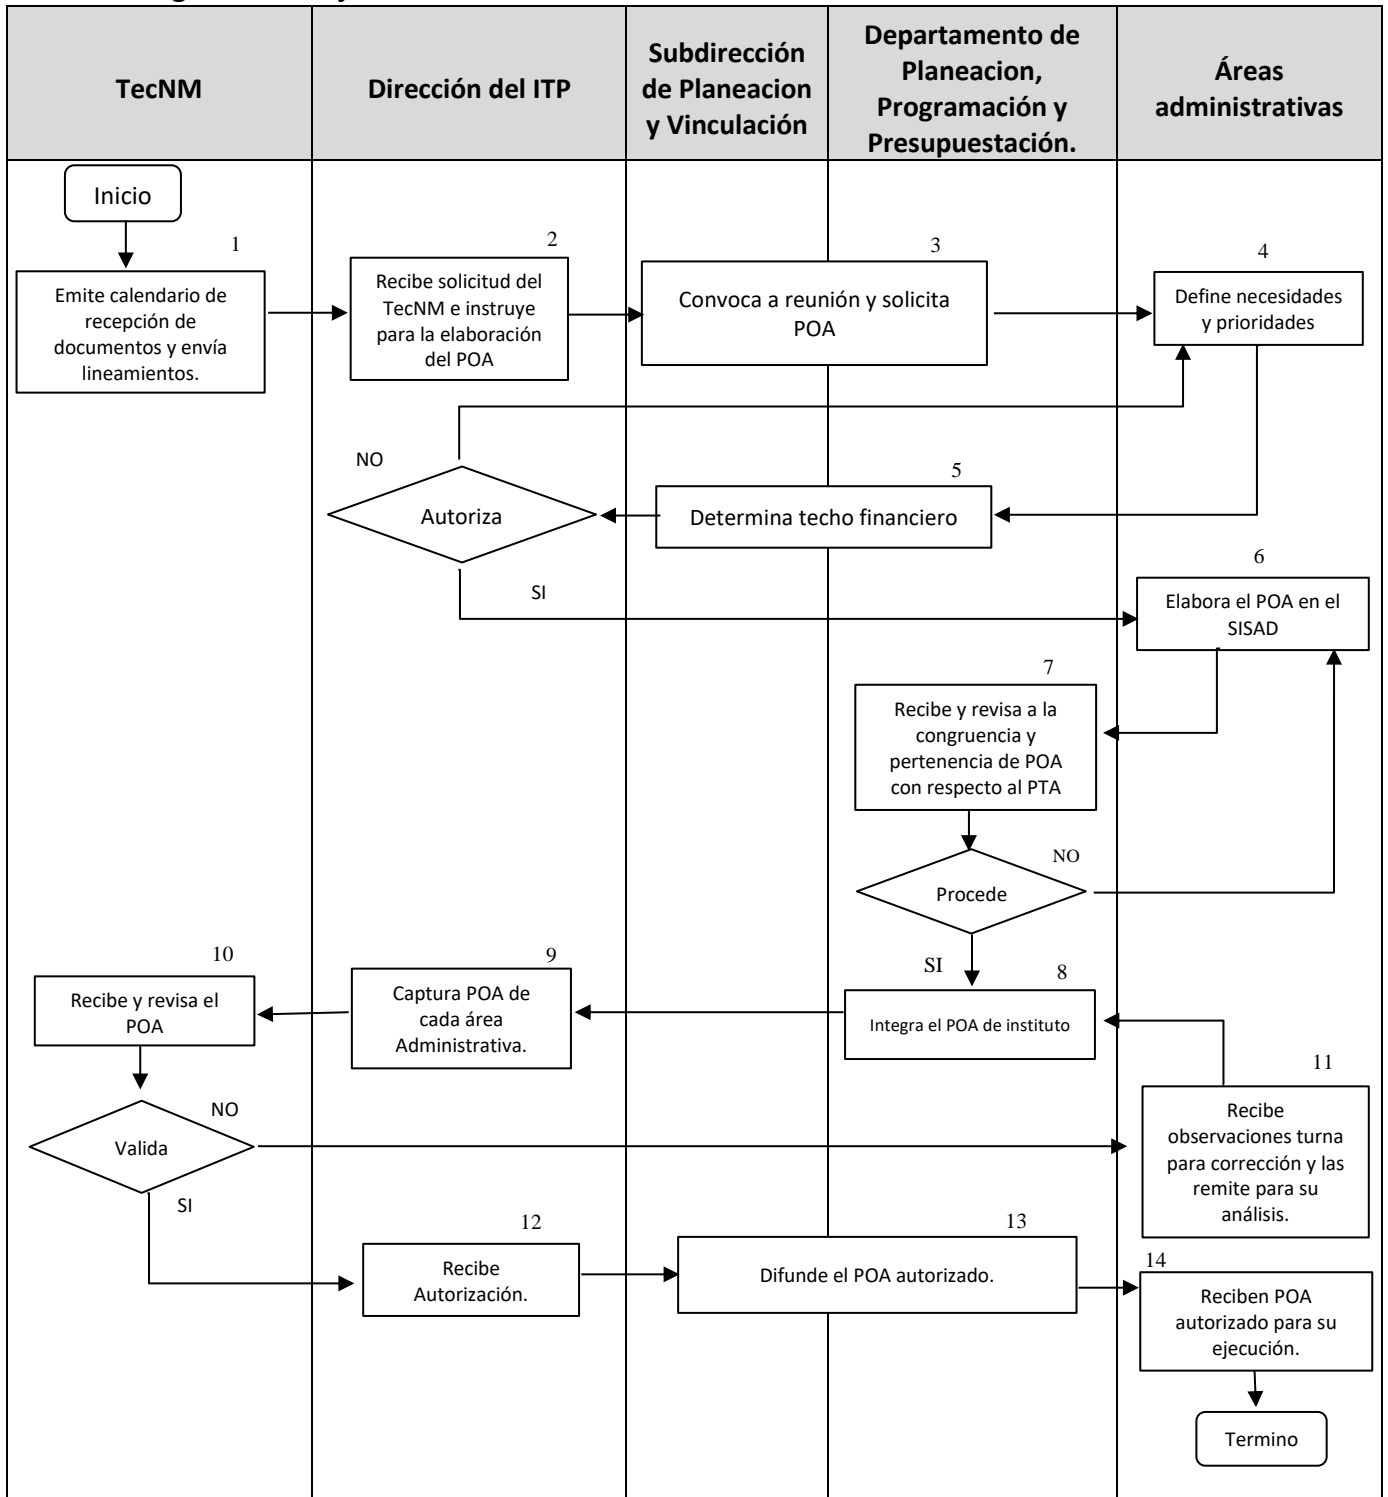 TecNM
Dirección del ITP
Subdirección
de Planeacion
y Vinculación
Departamento de
Planeacion,
Programación y
Presupuestación.
Áreas
administrativas
Inicio
1
Emite calendario de
recepción de
documentos y envía
lineamientos.
2
Recibe solicitud del
TecNM e instruye
para la elaboración
del POA
3
Convoca a reunión y solicita
POA
4
Define necesidades
y prioridades
NO
Autoriza
SI
5
Determina techo financiero
6
Elabora el POA en el
SISAD
7
Recibe y revisa a la
congruencia y
pertenencia de POA
con respecto al PTA
NO
Procede
SI
8
Integra el POA de instituto
9
Captura POA de
cada área
Administrativa.
10
Recibe y revisa el
POA
NO
Valida
SI
11
Recibe
observaciones turna
para corrección y las
remite para su
análisis.
12
Recibe
Autorización.
13
Difunde el POA autorizado.
14
Reciben POA
autorizado para su
ejecución.
Termino